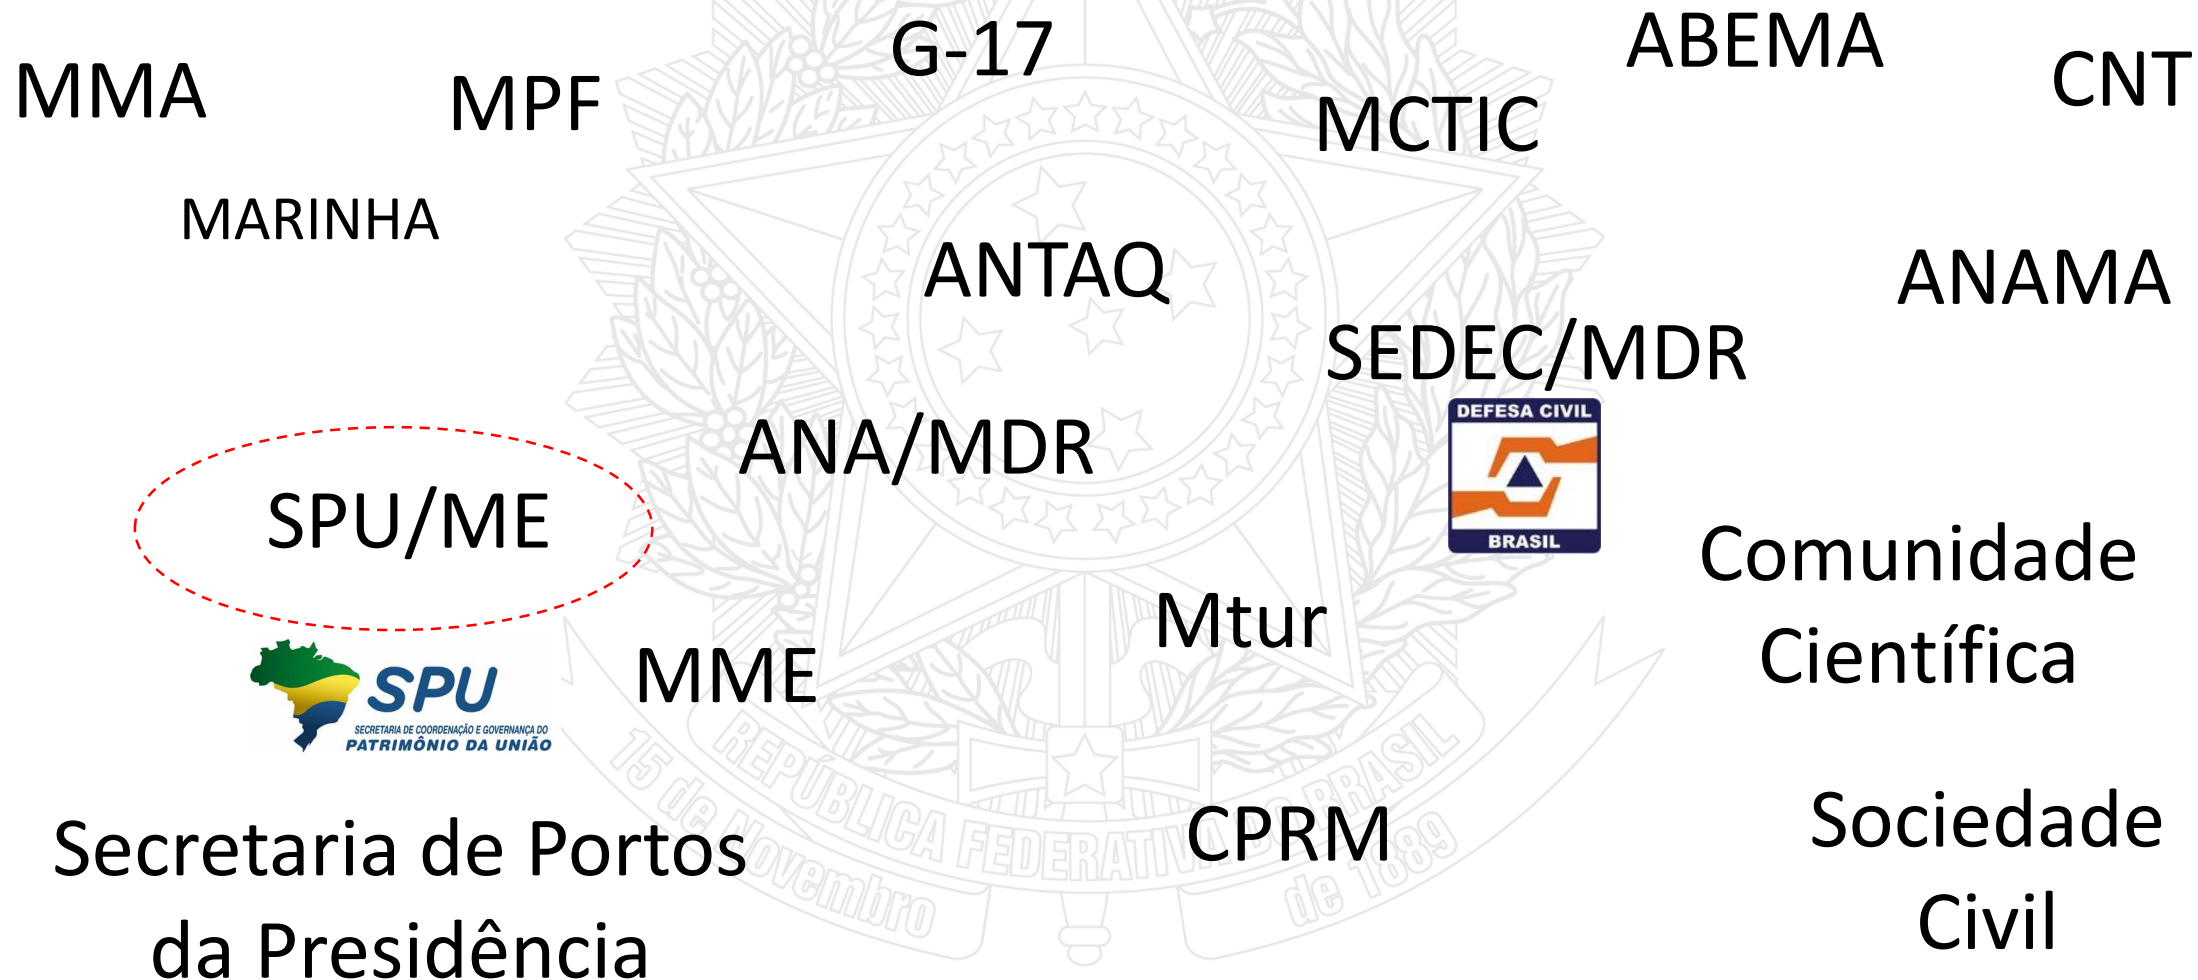 G-17
ABEMA
CNT
MMA
MPF
MCTIC
MARINHA
ANTAQ
ANAMA
SEDEC/MDR
DEFESA CIVIL
BRASIL
ANA/MDR
SPU/ME
Comunidade
Científica
Mtur
MME
SPU
SECRETARIA DE COORDENAÇÃO E GOVERNANÇA DO
PATRIMÔNIO DA UNIÃO
Secretaria de Portos
da Presidência
CPRM
Sociedade
Civil
REPÚBLICA FEDERATIVA DO BRASIL
15 de Novembro
de 1889